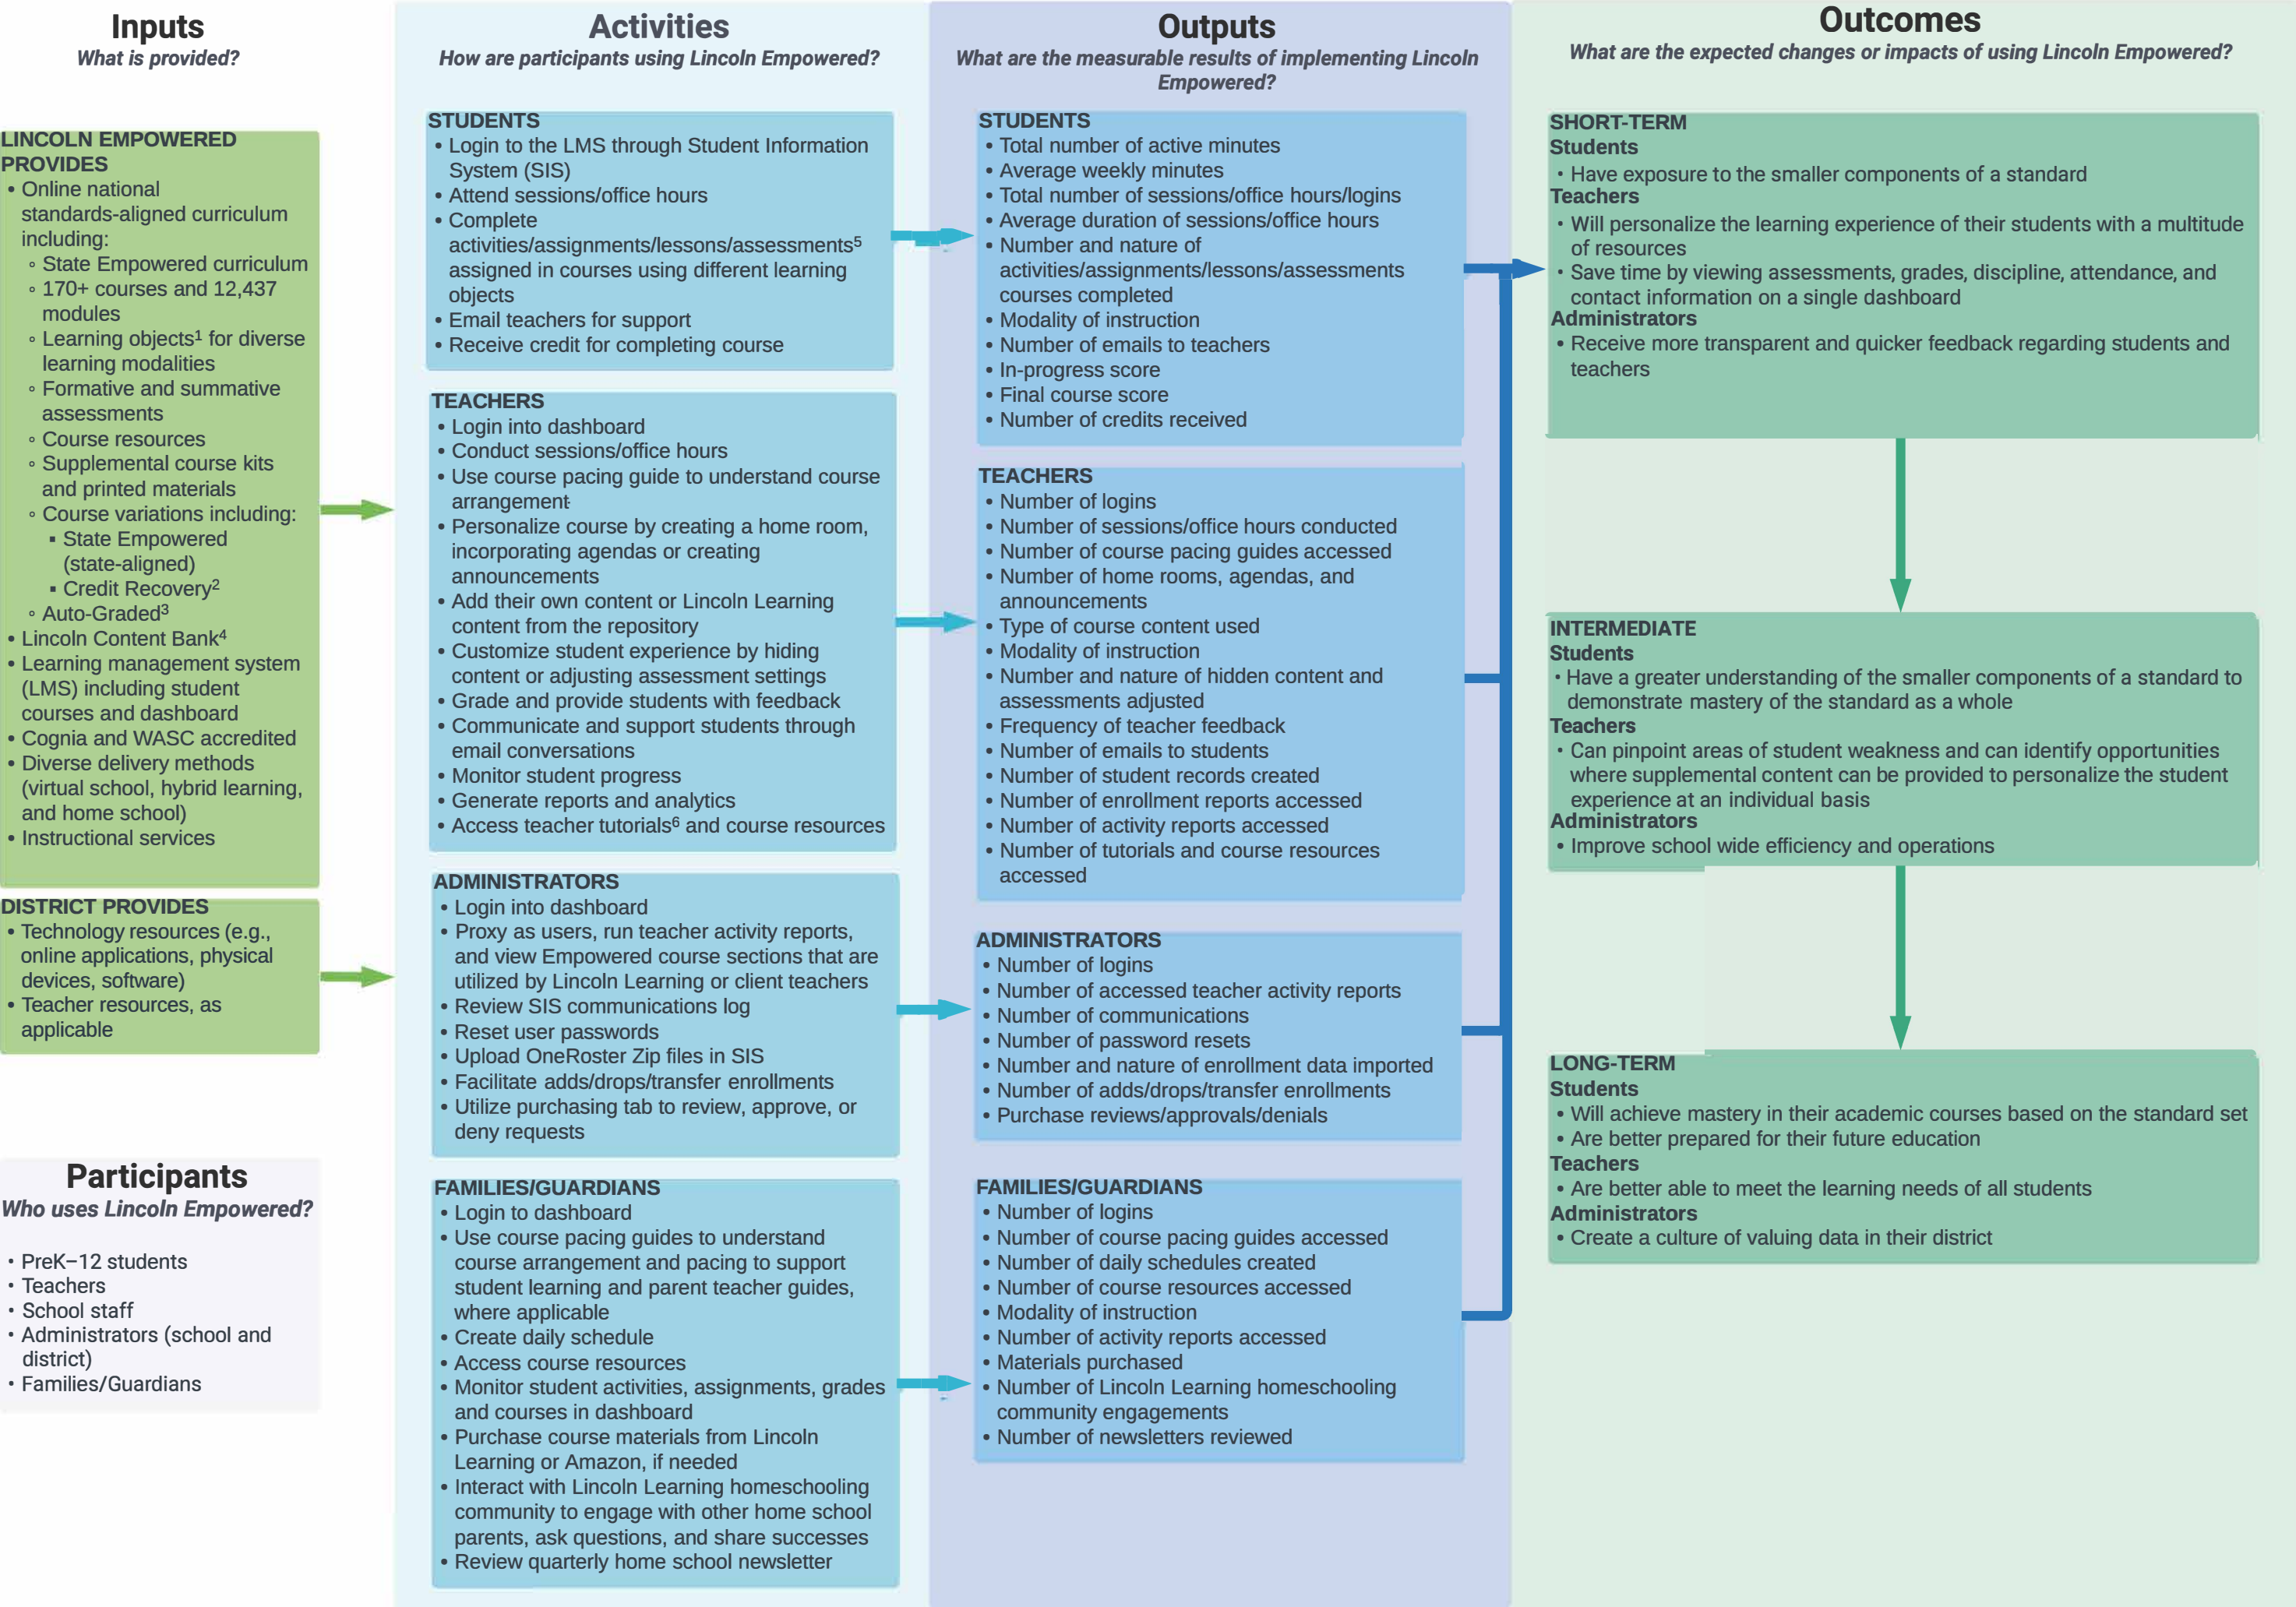 Inputs
What is provided?
LINCOLN EMPOWERED
PROVIDES
• Online national
standards-aligned curriculum
including:
◦ State Empowered curriculum
◦ 170+ courses and 12,437
modules
◦ Learning objects¹ for diverse
learning modalities
◦ Formative and summative
assessments
◦ Course resources
◦ Supplemental course kits
and printed materials
◦ Course variations including:
▪ State Empowered
(state-aligned)
▪ Credit Recovery²
◦ Auto-Graded³
• Lincoln Content Bank⁴
• Learning management system
(LMS) including student
courses and dashboard
• Cognia and WASC accredited
• Diverse delivery methods
(virtual school, hybrid learning,
and home school)
• Instructional services
DISTRICT PROVIDES
• Technology resources (e.g.,
online applications, physical
devices, software)
• Teacher resources, as
applicable
Participants
Who uses Lincoln Empowered?
• PreK–12 students
• Teachers
• School staff
• Administrators (school and
district)
• Families/Guardians
Activities
How are participants using Lincoln Empowered?
STUDENTS
• Login to the LMS through Student Information
System (SIS)
• Attend sessions/office hours
• Complete
activities/assignments/lessons/assessments⁵
assigned in courses using different learning
objects
• Email teachers for support
• Receive credit for completing course
TEACHERS
• Login into dashboard
• Conduct sessions/office hours
• Use course pacing guide to understand course
arrangement
• Personalize course by creating a home room,
incorporating agendas or creating
announcements
• Add their own content or Lincoln Learning
content from the repository
• Customize student experience by hiding
content or adjusting assessment settings
• Grade and provide students with feedback
• Communicate and support students through
email conversations
• Monitor student progress
• Generate reports and analytics
• Access teacher tutorials⁶ and course resources
ADMINISTRATORS
• Login into dashboard
• Proxy as users, run teacher activity reports,
and view Empowered course sections that are
utilized by Lincoln Learning or client teachers
• Review SIS communications log
• Reset user passwords
• Upload OneRoster Zip files in SIS
• Facilitate adds/drops/transfer enrollments
• Utilize purchasing tab to review, approve, or
deny requests
FAMILIES/GUARDIANS
• Login to dashboard
• Use course pacing guides to understand
course arrangement and pacing to support
student learning and parent teacher guides,
where applicable
• Create daily schedule
• Access course resources
• Monitor student activities, assignments, grades
and courses in dashboard
• Purchase course materials from Lincoln
Learning or Amazon, if needed
• Interact with Lincoln Learning homeschooling
community to engage with other home school
parents, ask questions, and share successes
• Review quarterly home school newsletter
Outputs
What are the measurable results of implementing Lincoln
Empowered?
STUDENTS
• Total number of active minutes
• Average weekly minutes
• Total number of sessions/office hours/logins
• Average duration of sessions/office hours
• Number and nature of
activities/assignments/lessons/assessments
courses completed
• Modality of instruction
• Number of emails to teachers
• In-progress score
• Final course score
• Number of credits received
TEACHERS
• Number of logins
• Number of sessions/office hours conducted
• Number of course pacing guides accessed
• Number of home rooms, agendas, and
announcements
• Type of course content used
• Modality of instruction
• Number and nature of hidden content and
assessments adjusted
• Frequency of teacher feedback
• Number of emails to students
• Number of student records created
• Number of enrollment reports accessed
• Number of activity reports accessed
• Number of tutorials and course resources
accessed
ADMINISTRATORS
• Number of logins
• Number of accessed teacher activity reports
• Number of communications
• Number of password resets
• Number and nature of enrollment data imported
• Number of adds/drops/transfer enrollments
• Purchase reviews/approvals/denials
FAMILIES/GUARDIANS
• Number of logins
• Number of course pacing guides accessed
• Number of daily schedules created
• Number of course resources accessed
• Modality of instruction
• Number of activity reports accessed
• Materials purchased
• Number of Lincoln Learning homeschooling
community engagements
• Number of newsletters reviewed
Outcomes
What are the expected changes or impacts of using Lincoln Empowered?
SHORT-TERM
Students
• Have exposure to the smaller components of a standard
Teachers
• Will personalize the learning experience of their students with a multitude
of resources
• Save time by viewing assessments, grades, discipline, attendance, and
contact information on a single dashboard
Administrators
• Receive more transparent and quicker feedback regarding students and
teachers
INTERMEDIATE
Students
• Have a greater understanding of the smaller components of a standard to
demonstrate mastery of the standard as a whole
Teachers
• Can pinpoint areas of student weakness and can identify opportunities
where supplemental content can be provided to personalize the student
experience at an individual basis
Administrators
• Improve school wide efficiency and operations
LONG-TERM
Students
• Will achieve mastery in their academic courses based on the standard set
• Are better prepared for their future education
Teachers
• Are better able to meet the learning needs of all students
Administrators
• Create a culture of valuing data in their district